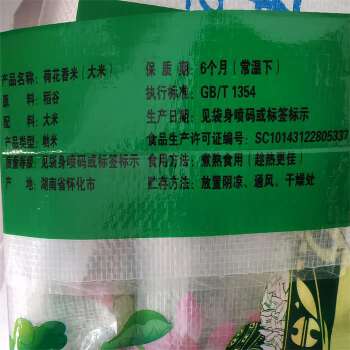 产品名称：荷花香米（大米）
原 料：稻谷
配 料：大米
产品类型：籼米
质量等级：见袋身喷码或标签标示
产 地：湖南省怀化市
保 质 期：6个月（常温下）
执行标准：GB/T 1354
生产日期：见袋身喷码或标签标示
食品生产许可证编号：SC10143122805337
食用方法：煮熟食用（趁热更佳）
贮存方法：放置阴凉、通风、干燥处